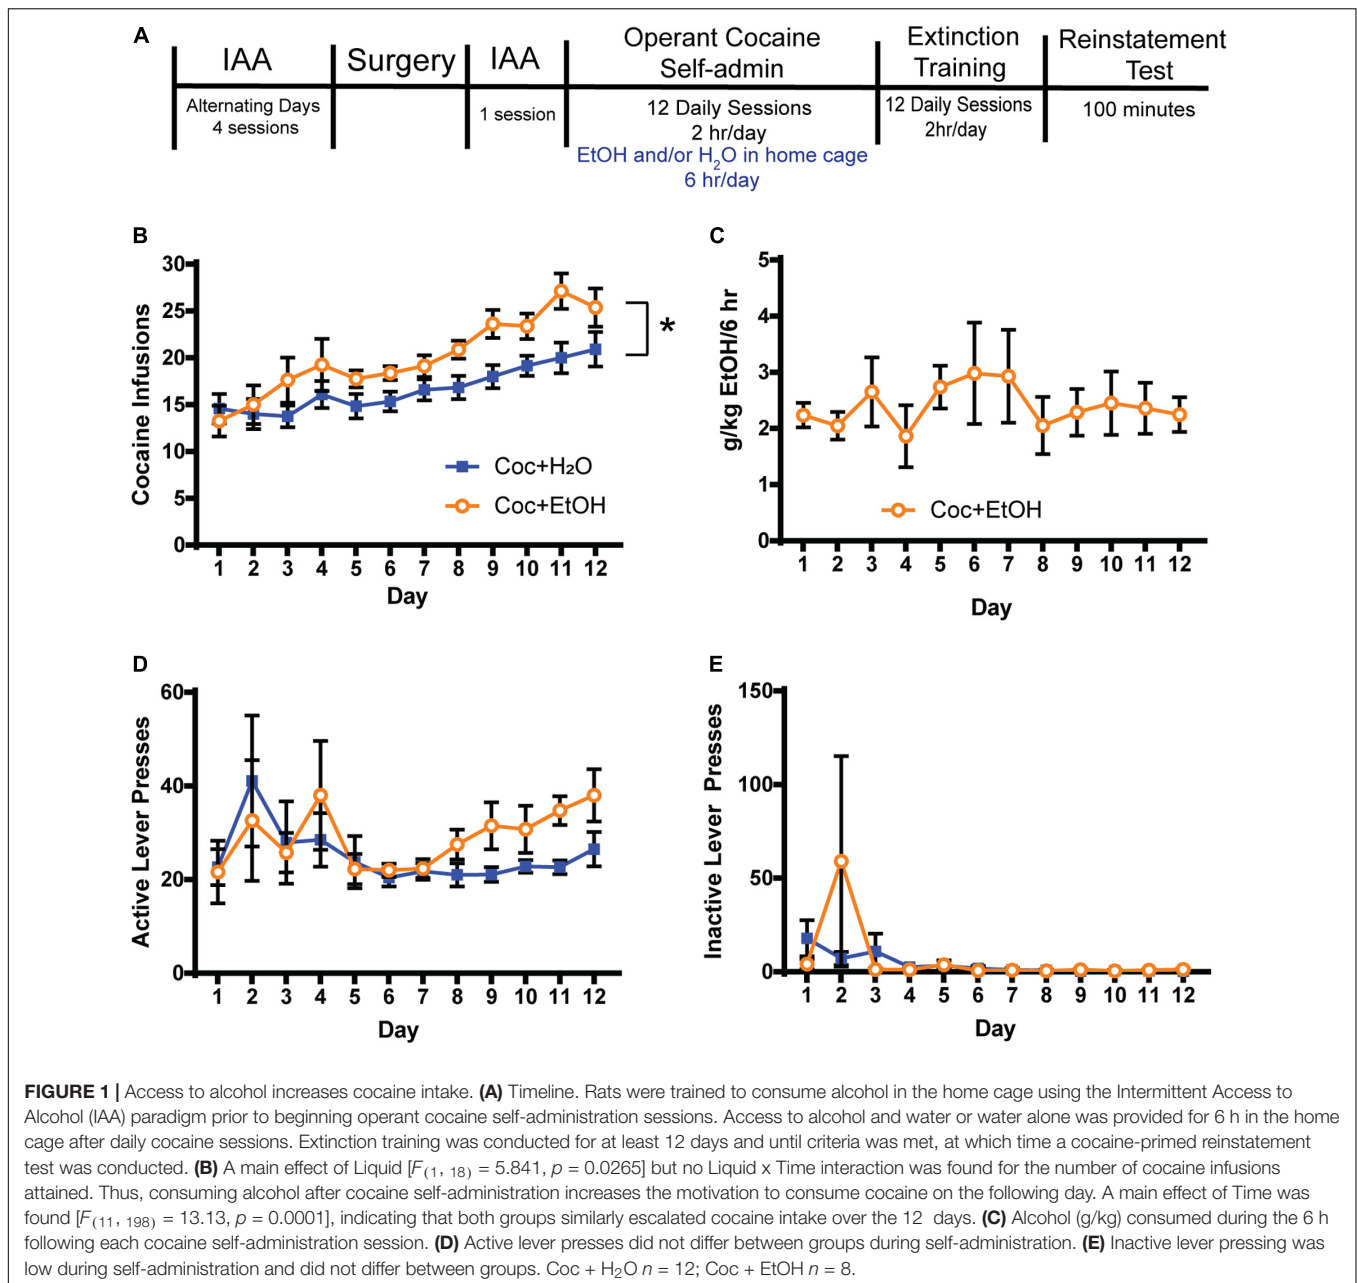 A
IAA
Surgery
IAA
Operant Cocaine
Self-admin
Extinction
Training
Reinstatement
Test
Alternating Days
4 sessions
1 session
12 Daily Sessions
2 hr/day
12 Daily Sessions
2hr/day
100 minutes
EtOH and/or H₂O in home cage
6 hr/day
B
Cocaine Infusions
30
25
20
15
10
5
0
*
Coc+H₂O
Coc+EtOH
1 2 3 4 5 6 7 8 9 10 11 12
Day
C
g/kg EtOH/6 hr
5
4
3
2
1
0
Coc+EtOH
1 2 3 4 5 6 7 8 9 10 11 12
Day
D
Active Lever Presses
60
40
20
0
1 2 3 4 5 6 7 8 9 10 11 12
Day
E
Inactive Lever Presses
150
100
50
0
1 2 3 4 5 6 7 8 9 10 11 12
Day
FIGURE 1 | Access to alcohol increases cocaine intake. (A) Timeline. Rats were trained to consume alcohol in the home cage using the Intermittent Access to
Alcohol (IAA) paradigm prior to beginning operant cocaine self-administration sessions. Access to alcohol and water or water alone was provided for 6 h in the home
cage after daily cocaine sessions. Extinction training was conducted for at least 12 days and until criteria was met, at which time a cocaine-primed reinstatement
test was conducted. (B) A main effect of Liquid [F(1, 18) = 5.841, p = 0.0265] but no Liquid x Time interaction was found for the number of cocaine infusions
attained. Thus, consuming alcohol after cocaine self-administration increases the motivation to consume cocaine on the following day. A main effect of Time was
found [F(11, 198) = 13.13, p = 0.0001], indicating that both groups similarly escalated cocaine intake over the 12 days. (C) Alcohol (g/kg) consumed during the 6 h
following each cocaine self-administration session. (D) Active lever presses did not differ between groups during self-administration. (E) Inactive lever pressing was
low during self-administration and did not differ between groups. Coc + H₂O n = 12; Coc + EtOH n = 8.